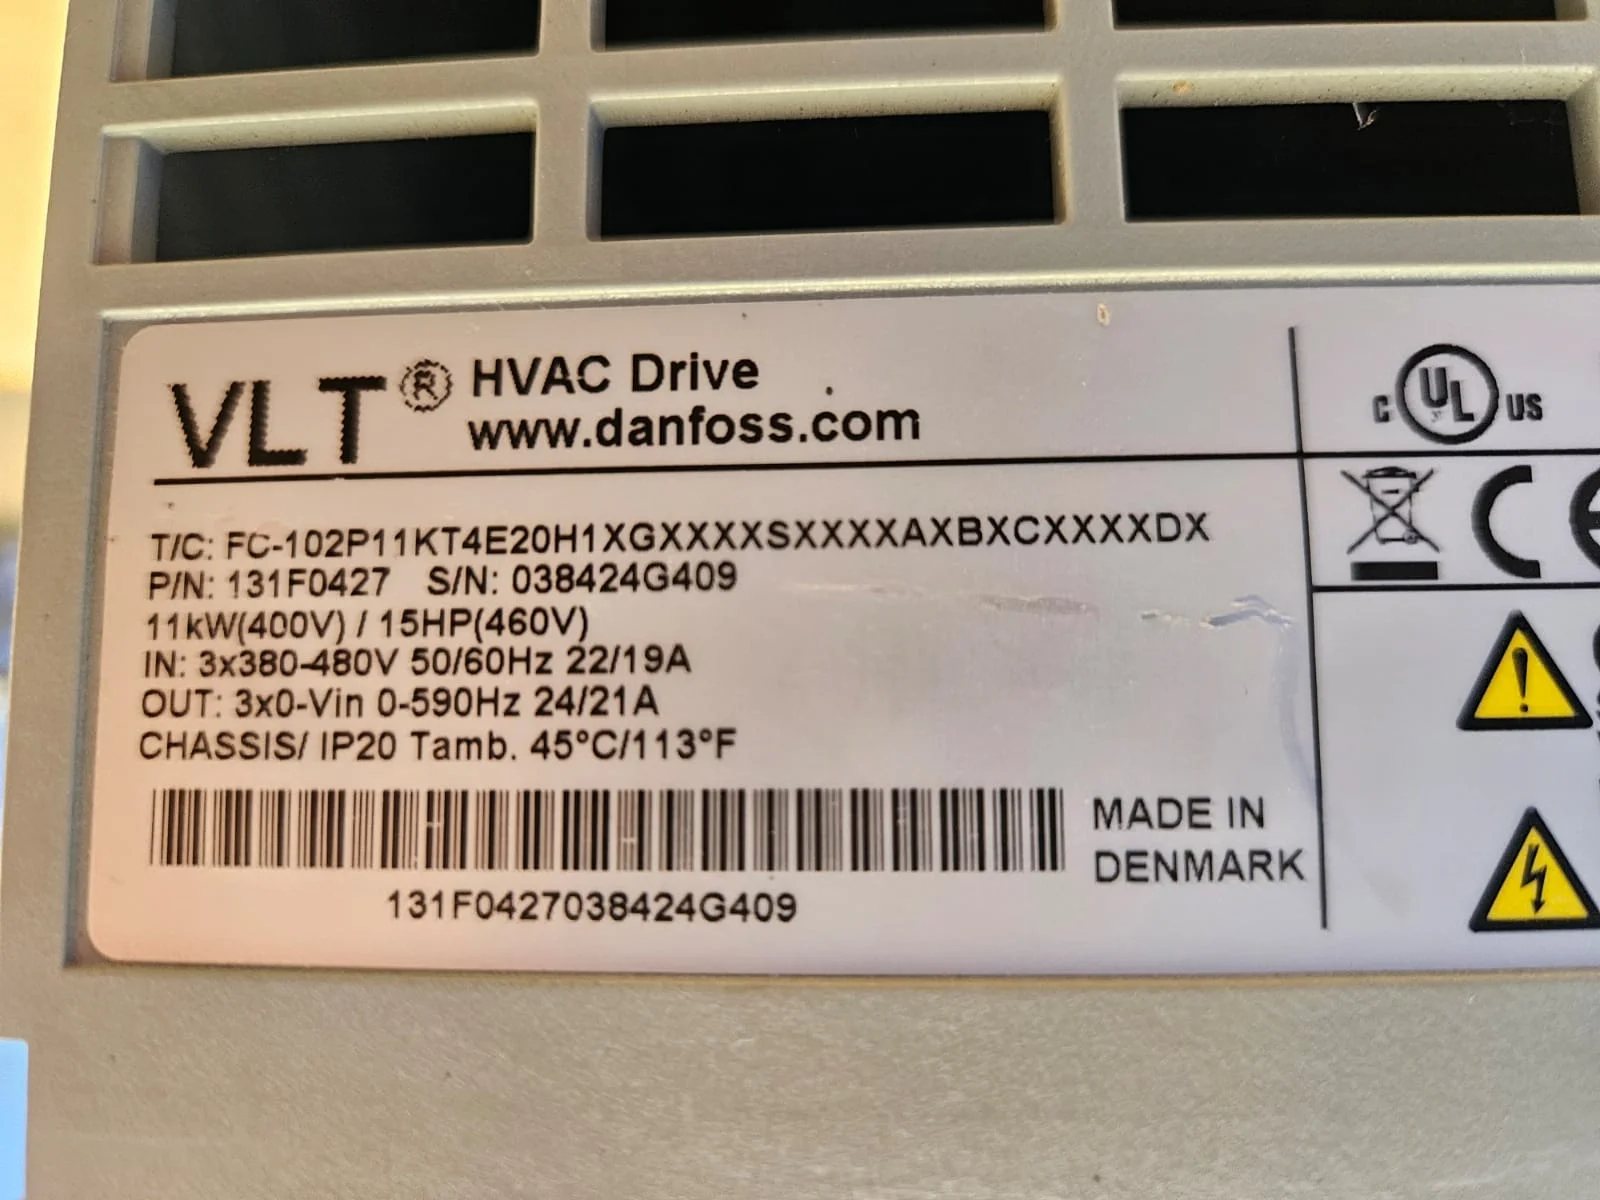 VLT® HVAC Drive
www.danfoss.com
T/C: FC-102P11KT4E20H1XGXXXXSXXXXAXBXCXXXXDX
P/N: 131F0427 S/N: 038424G409
11kW(400V) / 15HP(460V)
IN: 3x380-480V 50/60Hz 22/19A
OUT: 3x0-Vin 0-590Hz 24/21A
CHASSIS/ IP20 Tamb. 45°C/113°F
131F0427038424G409
MADE IN
DENMARK
C UL US
CE